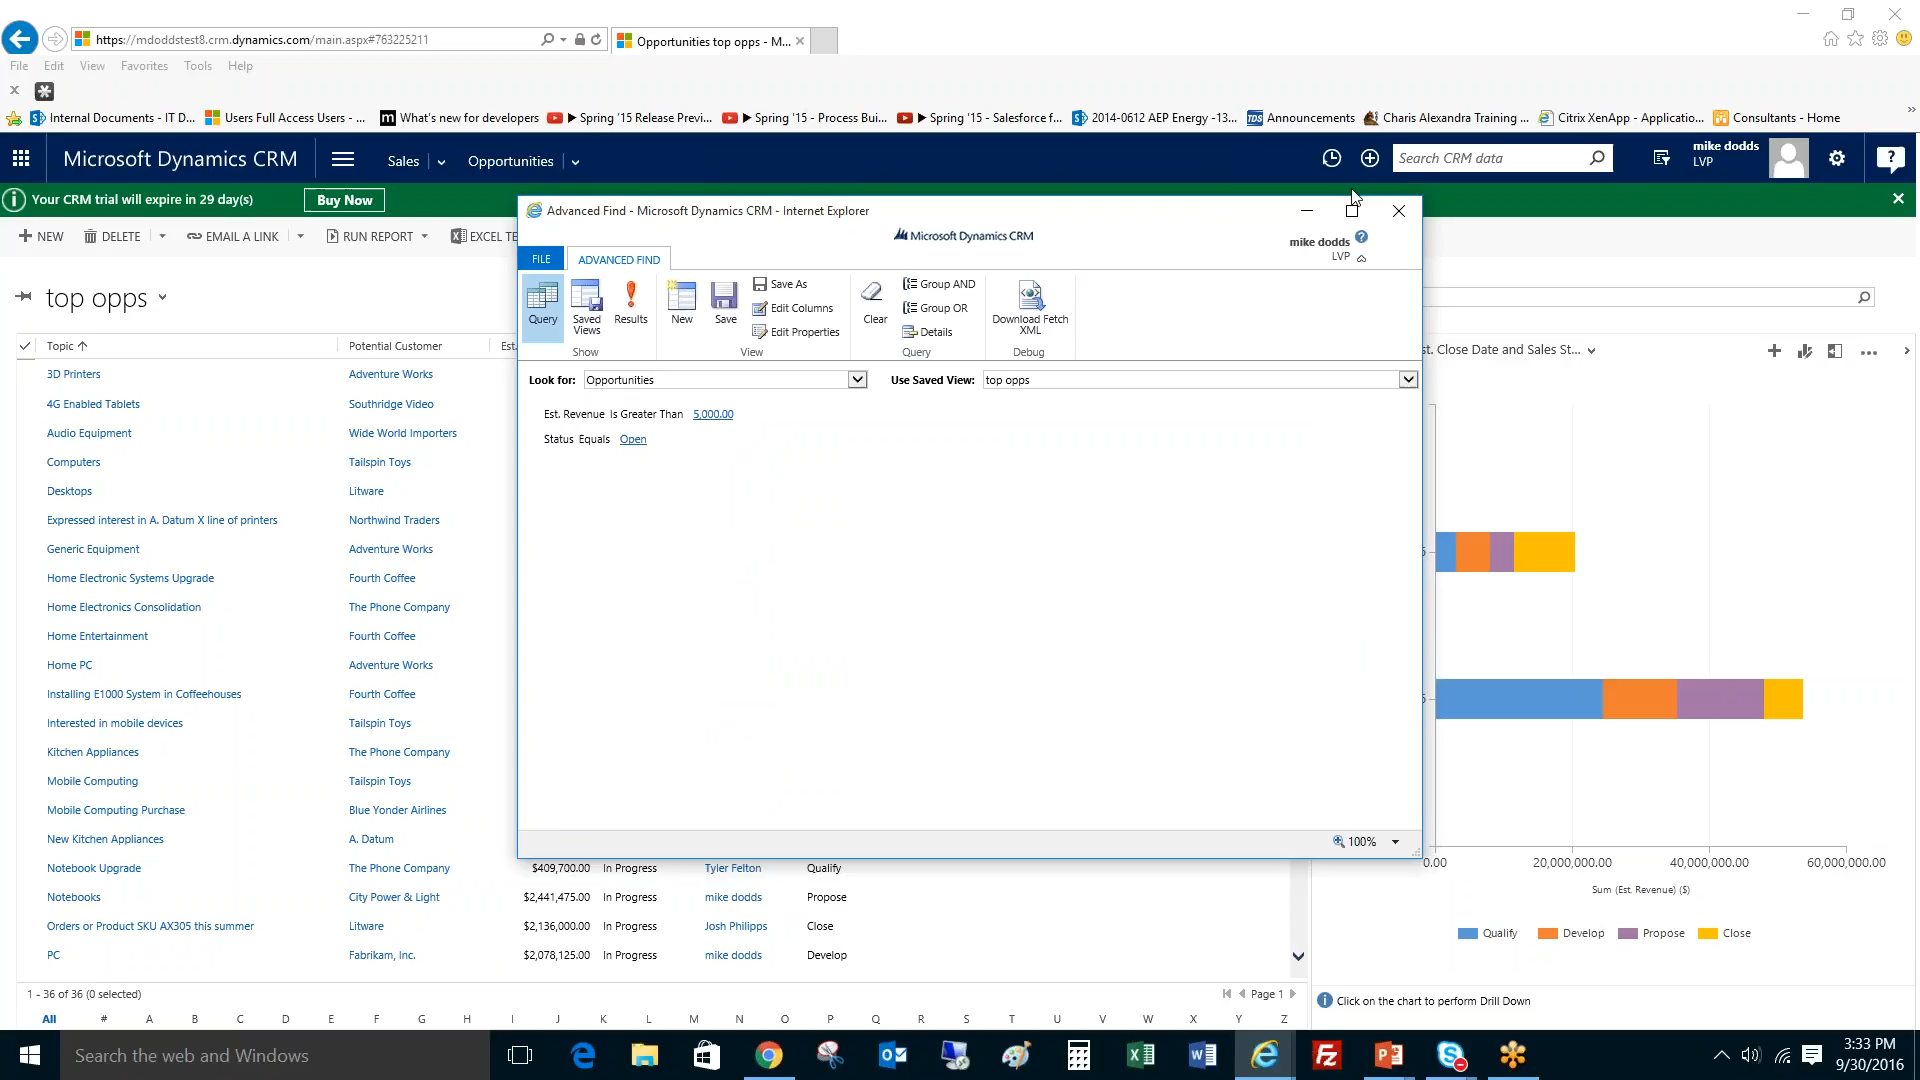 https://mdoddstest8.crm.dynamics.com/main.aspx#763225211
Opportunities top opps - M...
File Edit View Favorites Tools Help
Internal Documents - IT D... Users Full Access Users - ... What's new for developers Spring '15 Release Previ... Spring '15 - Process Bui... Spring '15 - Salesforce f... 2014-0612 AEP Energy -13... Announcements Charis Alexandra Training ... Citrix XenApp - Applicatio... Consultants - Home
Microsoft Dynamics CRM Sales Opportunities Search CRM data mike dodds
LVP
Your CRM trial will expire in 29 day(s) Buy Now
NEW DELETE EMAIL A LINK RUN REPORT EXCEL TE
Advanced Find - Microsoft Dynamics CRM - Internet Explorer
Microsoft Dynamics CRM
mike dodds
LVP
FILE ADVANCED FIND
Query
Saved Views
Results
Show
New
Save
Save As
Edit Columns
Edit Properties
View
Clear
Group AND
Group OR
Details
Query
Download Fetch XML
Debug
Look for: Opportunities Use Saved View: top opps
Est. Revenue Is Greater Than 5,000.00
Status Equals Open
100%
top opps
Topic Potential Customer Est.
3D Printers Adventure Works
4G Enabled Tablets Southridge Video
Audio Equipment Wide World Importers
Computers Tailspin Toys
Desktops Litware
Expressed interest in A. Datum X line of printers Northwind Traders
Generic Equipment Adventure Works
Home Electronic Systems Upgrade Fourth Coffee
Home Electronics Consolidation The Phone Company
Home Entertainment Fourth Coffee
Home PC Adventure Works
Installing E1000 System in Coffeehouses Fourth Coffee
Interested in mobile devices Tailspin Toys
Kitchen Appliances The Phone Company
Mobile Computing Tailspin Toys
Mobile Computing Purchase Blue Yonder Airlines
New Kitchen Appliances A. Datum
Notebook Upgrade The Phone Company $409,700.00 In Progress Tyler Felton Qualify
Notebooks City Power & Light $2,441,475.00 In Progress mike dodds Propose
Orders or Product SKU AX305 this summer Litware $2,136,000.00 In Progress Josh Philipps Close
PC Fabrikam, Inc. $2,078,125.00 In Progress mike dodds Develop
1 - 36 of 36 (0 selected) Page 1
All # A B C D E F G H I J K L M N O P Q R S T U V W X Y Z
st. Close Date and Sales St...
0.00 20,000,000.00 40,000,000.00 60,000,000.00
Sum (Est. Revenue) ($)
Qualify Develop Propose Close
Click on the chart to perform Drill Down
Search the web and Windows
3:33 PM
9/30/2016